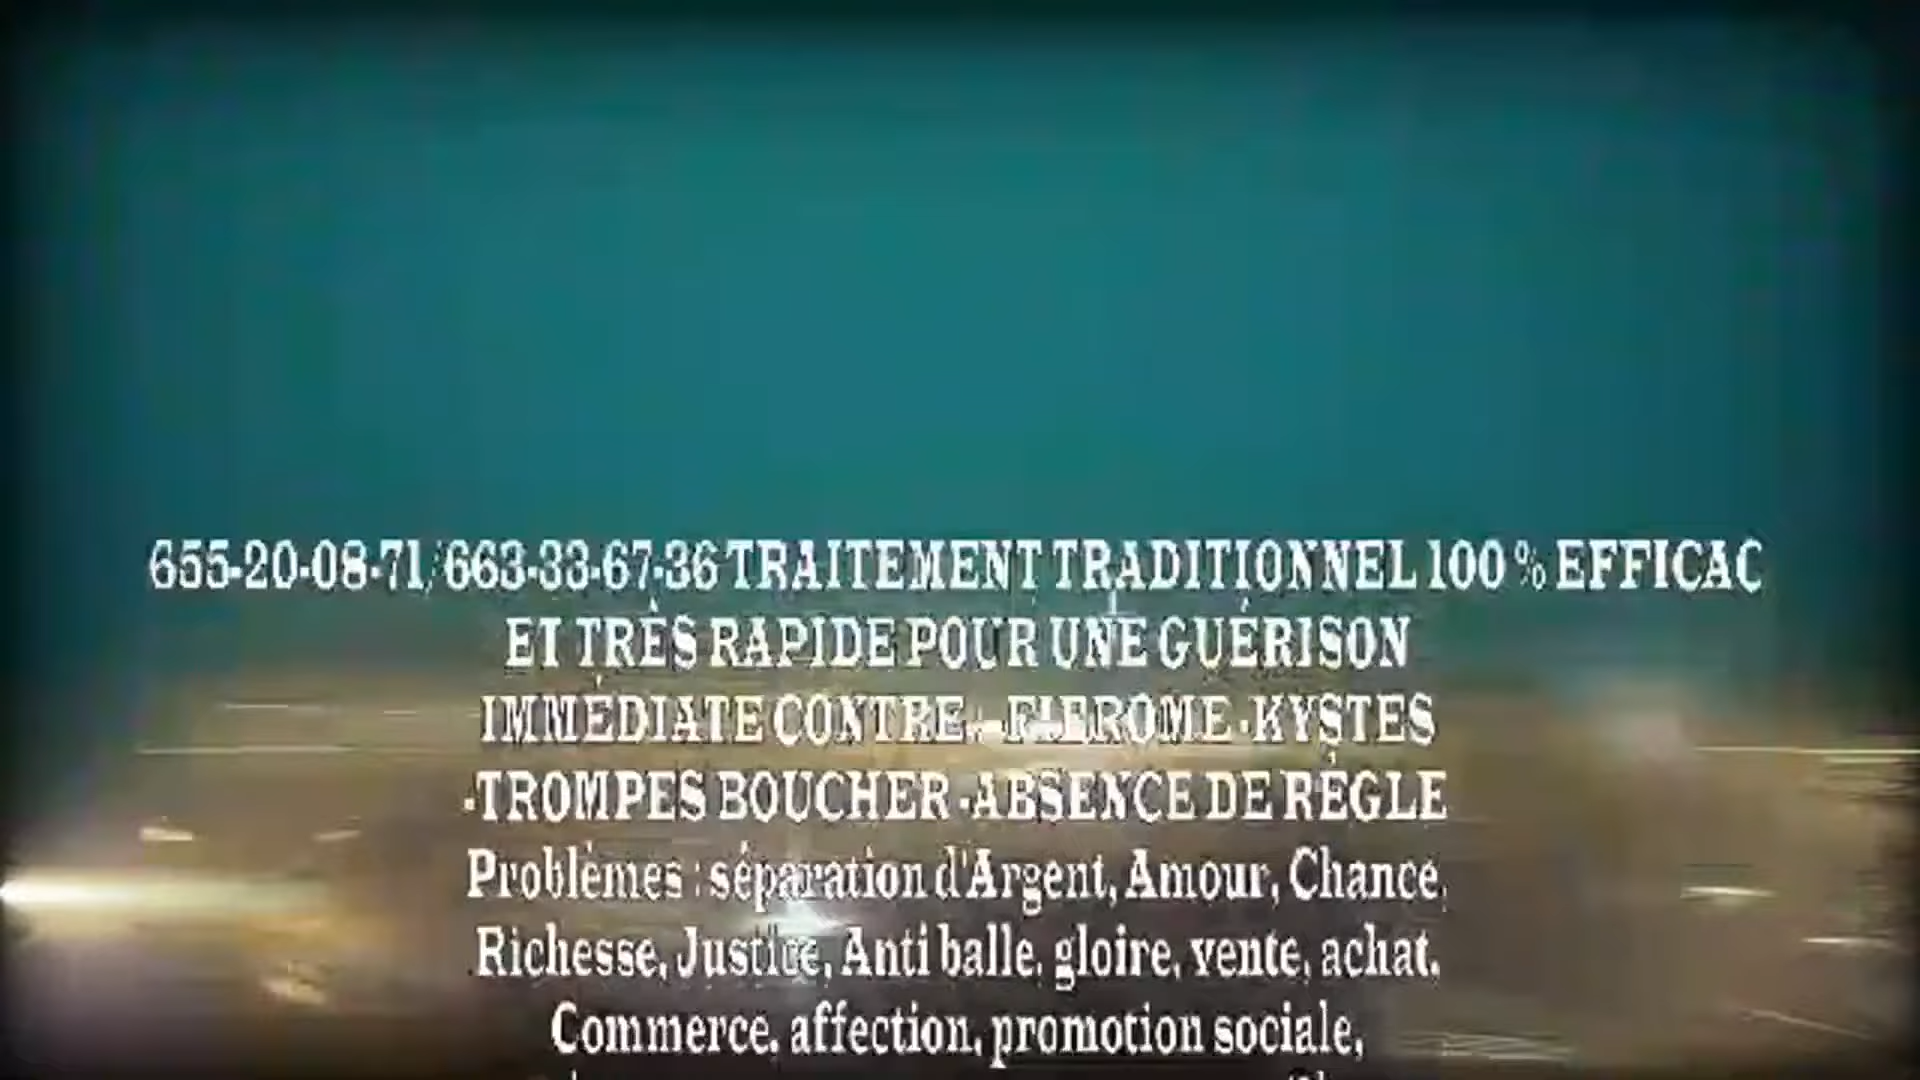 655-20-08-71/663-33-67-36 TRAITEMENT TRADITIONNEL 100 % EFFICAC
ET TRÈS RAPIDE POUR UNE GUÉRISON
IMMÉDIATE CONTRE.-FIEROME-KYSTES
-TROMPES BOUCHER-ABSENCE DE RÈGLE
Problèmes : séparation d'Argent, Amour, Chance,
Richesse, Justice, Anti balle, gloire, vente, achat,
Commerce, affection, promotion sociale,